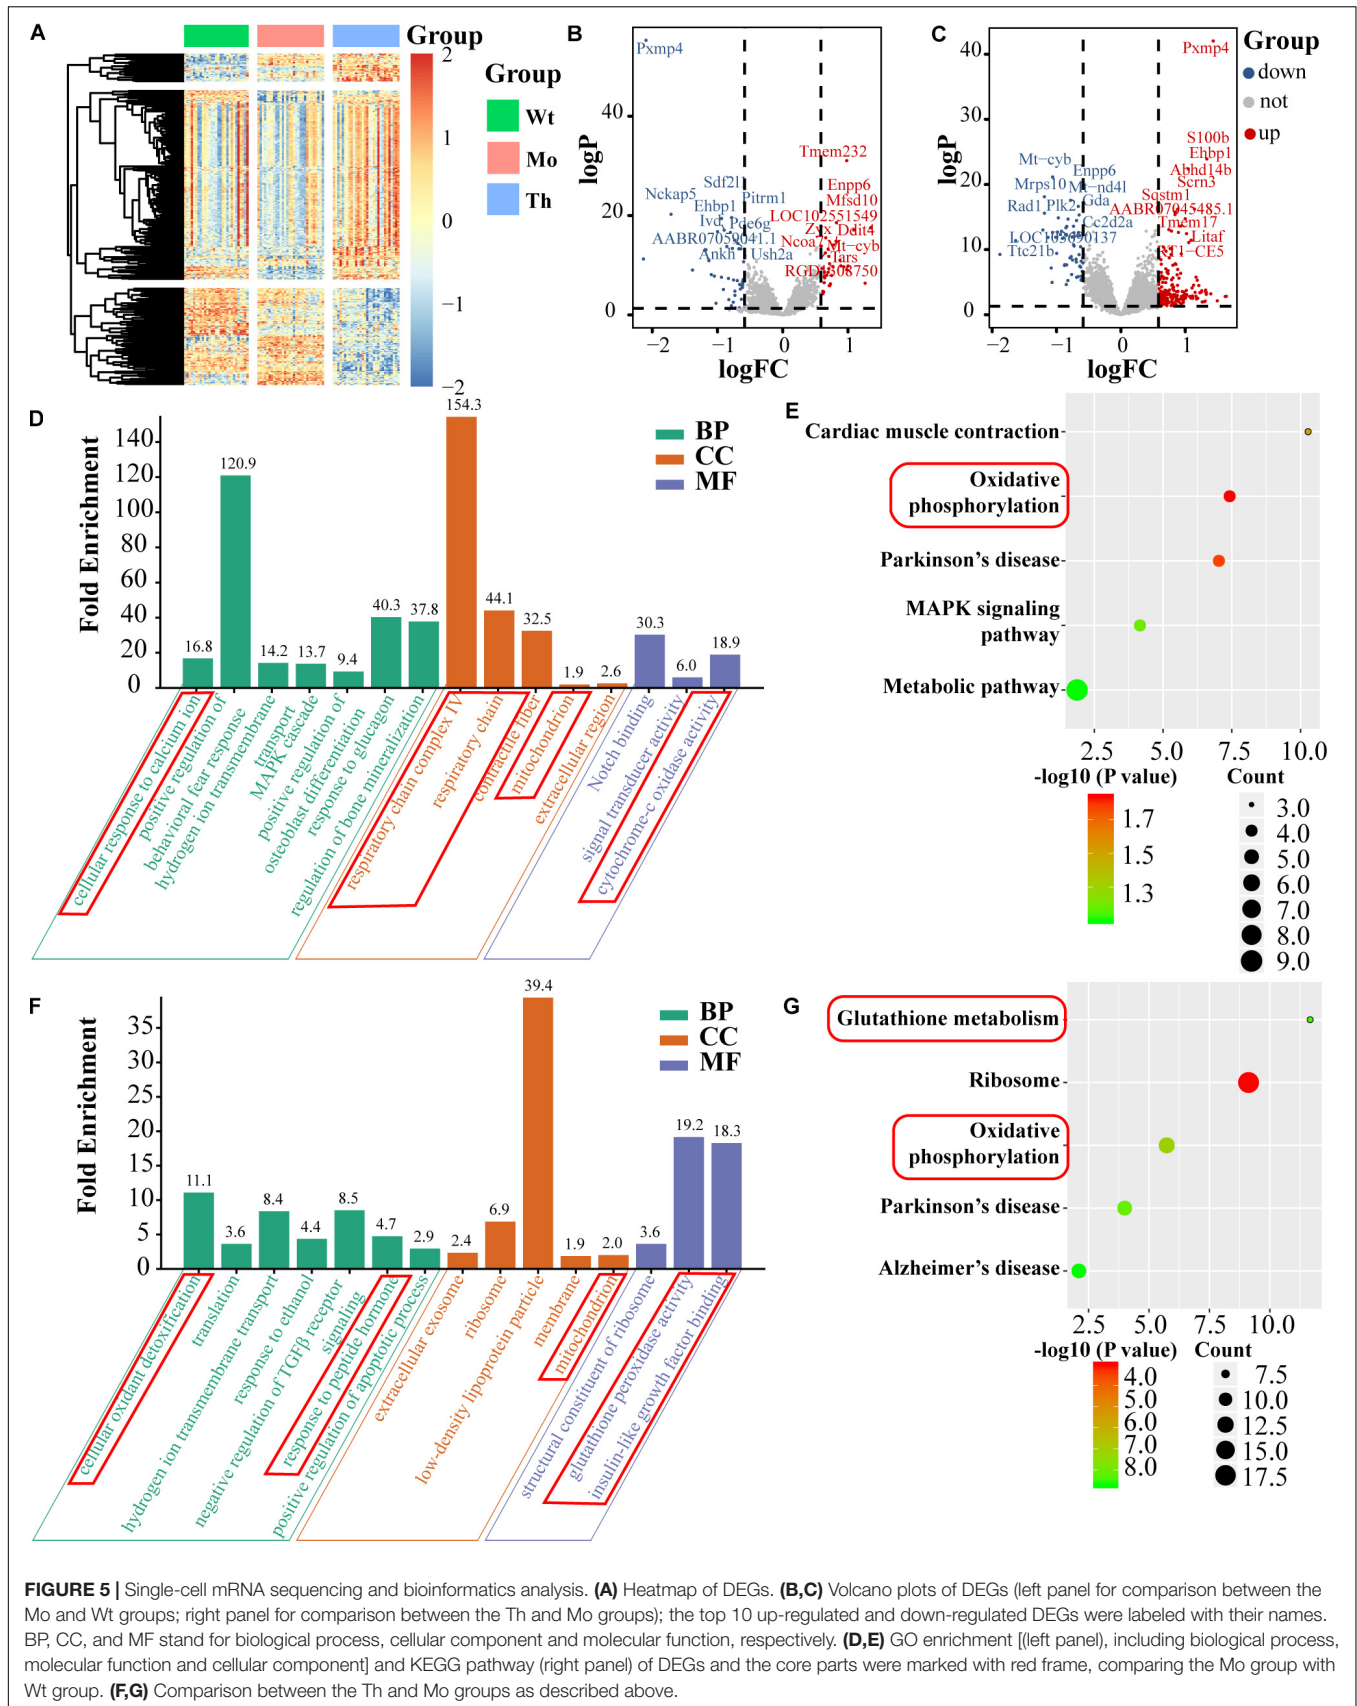 A
Group
2
1
0
−1
−2
Group
Wt
Mo
Th
B
logP
40
20
0
−2
−1
0
1
logFC
Pxmp4
Tmem232
Sdf2l1
Nckap5
Pitrm1
Ehbp1
Ivd
Pde6g
AABR07059041.1
Ankh
Ush2a
Enpp6
Mfsd10
LOC102551549
Zyx
Ddit4
Ncoa7
Mt−cyb
Iars
RGD1308750
C
logP
40
30
20
10
0
−2
−1
0
1
logFC
Pxmp4
S100b
Ehbp1
Abhd14b
Scrn3
Sqstm1
AABR07045485.1
Tmem17
Litaf
RT1−CE5
Mt−cyb
Enpp6
Mrps10
Mt−nd4l
Rad1
Plk2
Gda
Cc2d2a
LOC103690137
Ttc21b
Group
down
not
up
D
Fold Enrichment
140
120
100
80
60
40
20
0
16.8
120.9
14.2
13.7
9.4
40.3
37.8
154.3
44.1
32.5
1.9
2.6
30.3
6.0
18.9
BP
CC
MF
cellular response to calcium ion
positive regulation of
behavioral fear response
hydrogen ion transmembrane
transport
MAPK cascade
positive regulation of
osteoblast differentiation
response to glucagon
regulation of bone mineralization
respiratory chain complex IV
respiratory chain
contractile fiber
mitochondrion
extracellular region
Notch binding
signal transducer activity
cytochrome-c oxidase activity
E
Cardiac muscle contraction
Oxidative
phosphorylation
Parkinson’s disease
MAPK signaling
pathway
Metabolic pathway
2.5
5.0
7.5
10.0
-log10 (P value)
1.7
1.5
1.3
Count
3.0
4.0
5.0
6.0
7.0
8.0
9.0
F
Fold Enrichment
35
30
25
20
15
10
5
0
11.1
3.6
8.4
4.4
8.5
4.7
2.9
2.4
6.9
39.4
1.9
2.0
3.6
19.2
18.3
BP
CC
MF
cellular oxidant detoxification
translation
hydrogen ion transmembrane transport
response to ethanol
negative regulation of TGFβ receptor
signaling
response to peptide hormone
positive regulation of apoptotic process
extracellular exosome
ribosome
low-density lipoprotein particle
membrane
mitochondrion
structural constituent of ribosome
glutathione peroxidase activity
insulin-like growth factor binding
G
Glutathione metabolism
Ribosome
Oxidative
phosphorylation
Parkinson’s disease
Alzheimer’s disease
2.5
5.0
7.5
10.0
-log10 (P value)
4.0
5.0
6.0
7.0
8.0
Count
7.5
10.0
12.5
15.0
17.5
FIGURE 5 | Single-cell mRNA sequencing and bioinformatics analysis. (A) Heatmap of DEGs. (B,C) Volcano plots of DEGs (left panel for comparison between the
Mo and Wt groups; right panel for comparison between the Th and Mo groups); the top 10 up-regulated and down-regulated DEGs were labeled with their names.
BP, CC, and MF stand for biological process, cellular component and molecular function, respectively. (D,E) GO enrichment [(left panel), including biological process,
molecular function and cellular component] and KEGG pathway (right panel) of DEGs and the core parts were marked with red frame, comparing the Mo group with
Wt group. (F,G) Comparison between the Th and Mo groups as described above.